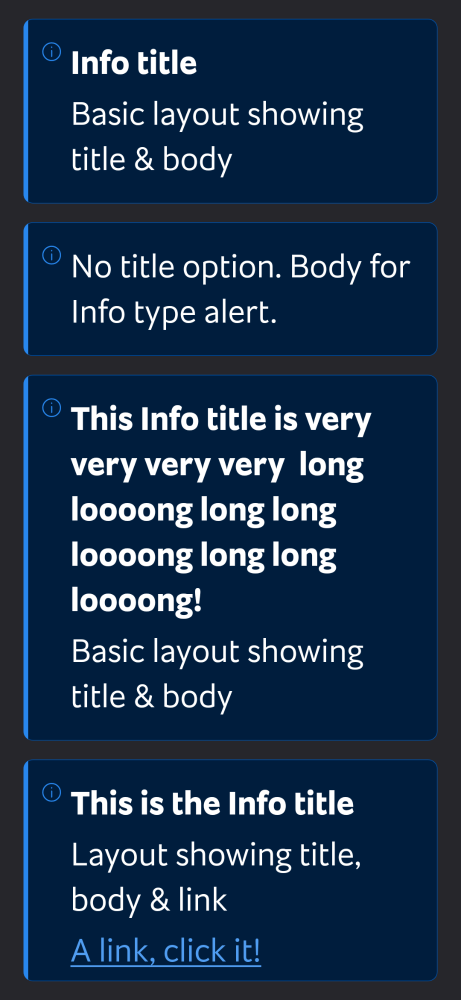 Info title
Basic layout showing
title & body
No title option. Body for
Info type alert.
This Info title is very
very very very  long
loooong long long
loooong long long
loooong!
Basic layout showing
title & body
This is the Info title
Layout showing title,
body & link
A link, click it!